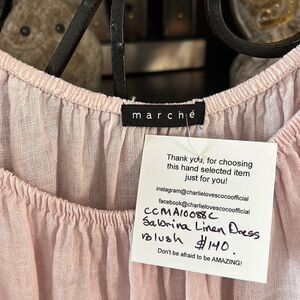 marché
Thank you, for choosing
this hand selected item
just for you!
instagram@charlielovescocoofficial
facebook@charlielovescocoofficial
CCMA10088C
Sabrina Linen Dress
Blush $140.
Don't be afraid to be AMAZING!